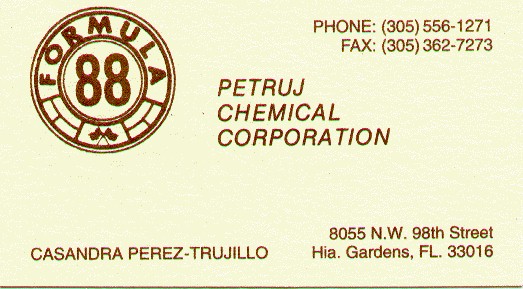 FORMULA
88
PHONE: (305) 556-1271
FAX: (305) 362-7273
PETRUJ
CHEMICAL
CORPORATION
CASANDRA PEREZ-TRUJILLO
8055 N.W. 98th Street
Hia. Gardens, FL. 33016